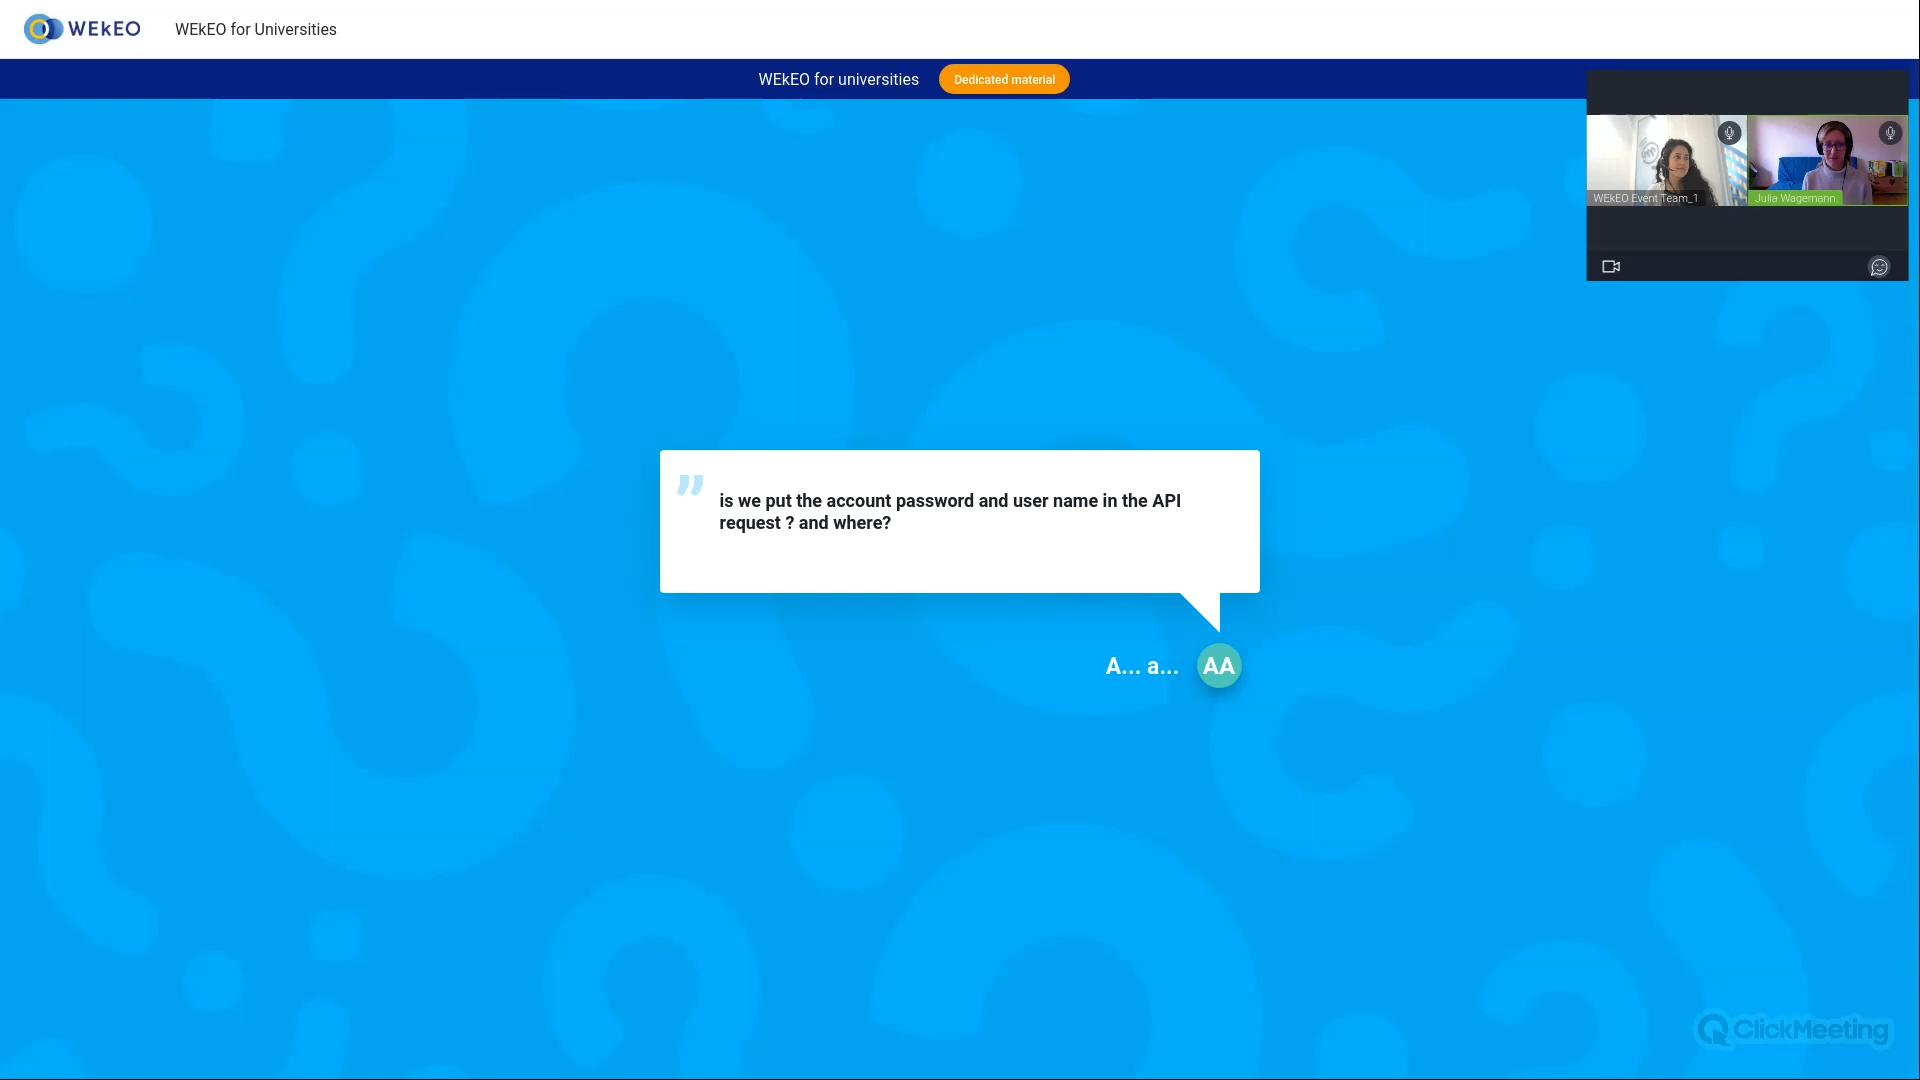 WEkEO
WEkEO for Universities
WEkEO for universities
Dedicated material
WEkEO Event Team_1
Julia Wagemann
”
is we put the account password and user name in the API
request ? and where?
A... a...
AA
ClickMeeting